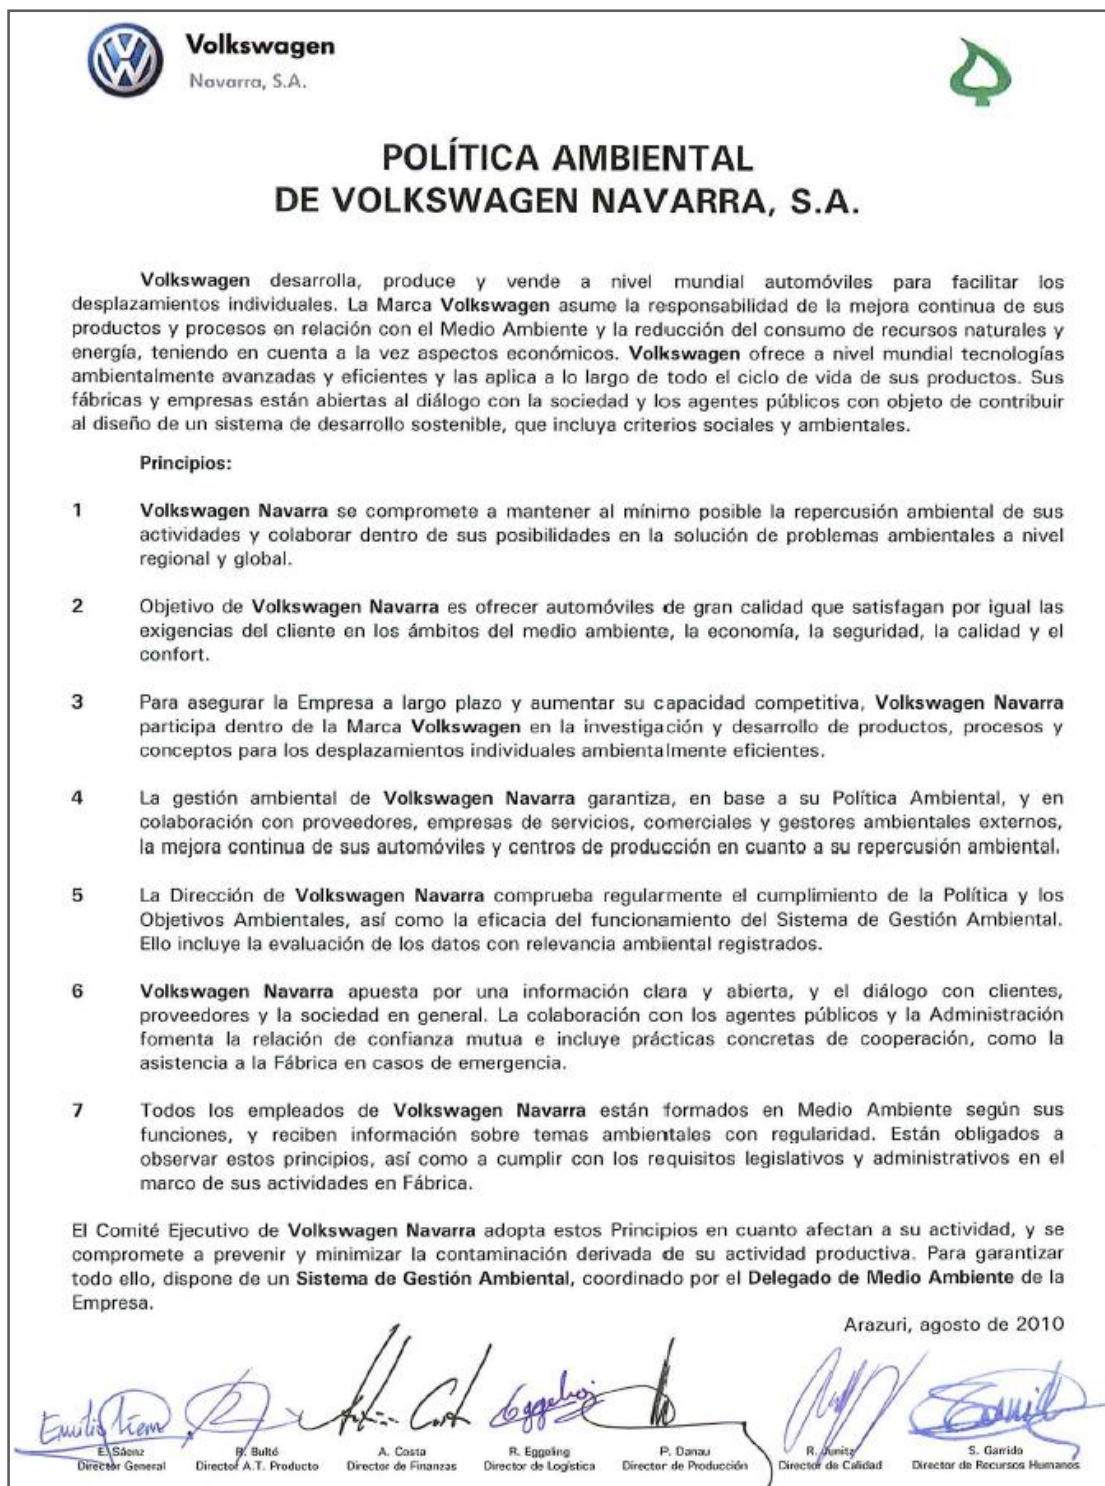 Volkswagen
Navarra, S.A.
POLÍTICA AMBIENTAL
DE VOLKSWAGEN NAVARRA, S.A.
Volkswagen desarrolla, produce y vende a nivel mundial automóviles para facilitar los
desplazamientos individuales. La Marca Volkswagen asume la responsabilidad de la mejora continua de sus
productos y procesos en relación con el Medio Ambiente y la reducción del consumo de recursos naturales y
energía, teniendo en cuenta a la vez aspectos económicos. Volkswagen ofrece a nivel mundial tecnologías
ambientalmente avanzadas y eficientes y las aplica a lo largo de todo el ciclo de vida de sus productos. Sus
fábricas y empresas están abiertas al diálogo con la sociedad y los agentes públicos con objeto de contribuir
al diseño de un sistema de desarrollo sostenible, que incluya criterios sociales y ambientales.
Principios:
1 Volkswagen Navarra se compromete a mantener al mínimo posible la repercusión ambiental de sus
actividades y colaborar dentro de sus posibilidades en la solución de problemas ambientales a nivel
regional y global.
2 Objetivo de Volkswagen Navarra es ofrecer automóviles de gran calidad que satisfagan por igual las
exigencias del cliente en los ámbitos del medio ambiente, la economía, la seguridad, la calidad y el
confort.
3 Para asegurar la Empresa a largo plazo y aumentar su capacidad competitiva, Volkswagen Navarra
participa dentro de la Marca Volkswagen en la investigación y desarrollo de productos, procesos y
conceptos para los desplazamientos individuales ambientalmente eficientes.
4 La gestión ambiental de Volkswagen Navarra garantiza, en base a su Política Ambiental, y en
colaboración con proveedores, empresas de servicios, comerciales y gestores ambientales externos,
la mejora continua de sus automóviles y centros de producción en cuanto a su repercusión ambiental.
5 La Dirección de Volkswagen Navarra comprueba regularmente el cumplimiento de la Política y los
Objetivos Ambientales, así como la eficacia del funcionamiento del Sistema de Gestión Ambiental.
Ello incluye la evaluación de los datos con relevancia ambiental registrados.
6 Volkswagen Navarra apuesta por una información clara y abierta, y el diálogo con clientes,
proveedores y la sociedad en general. La colaboración con los agentes públicos y la Administración
fomenta la relación de confianza mutua e incluye prácticas concretas de cooperación, como la
asistencia a la Fábrica en casos de emergencia.
7 Todos los empleados de Volkswagen Navarra están formados en Medio Ambiente según sus
funciones, y reciben información sobre temas ambientales con regularidad. Están obligados a
observar estos principios, así como a cumplir con los requisitos legislativos y administrativos en el
marco de sus actividades en Fábrica.
El Comité Ejecutivo de Volkswagen Navarra adopta estos Principios en cuanto afectan a su actividad, y se
compromete a prevenir y minimizar la contaminación derivada de su actividad productiva. Para garantizar
todo ello, dispone de un Sistema de Gestión Ambiental, coordinado por el Delegado de Medio Ambiente de la
Empresa.
Arazuri, agosto de 2010
E. Sáenz R. Bultó A. Costa R. Eggeling P. Danau R. Junitz S. Garrido
Director General Director A.T. Producto Director de Finanzas Director de Logística Director de Producción Director de Calidad Director de Recursos Humanos